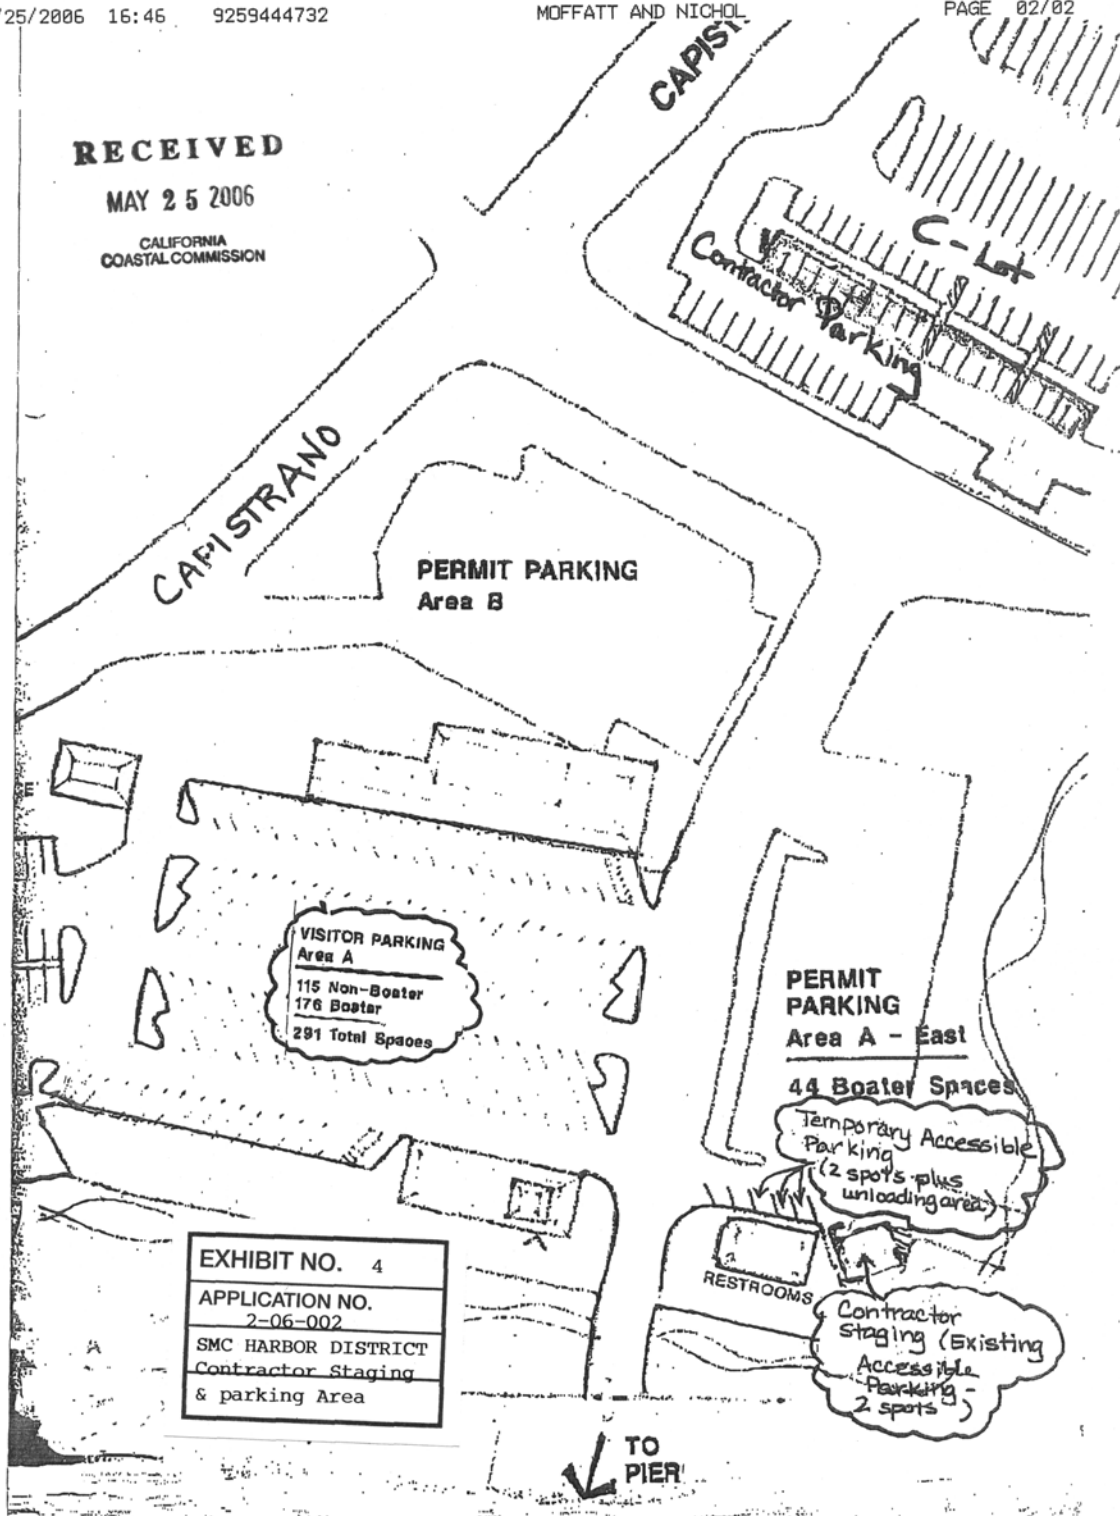 /25/2006 16:46 9259444732 MOFFATT AND NICHOL PAGE 02/02
RECEIVED
MAY 25 2006
CALIFORNIA
COASTAL COMMISSION
CAPIST
C-Lot
Contractor Parking
CAPISTRANO
PERMIT PARKING
Area B
E
VISITOR PARKING
Area A
115 Non-Boater
176 Boater
291 Total Spaces
PERMIT
PARKING
Area A - East
44 Boater Spaces
Temporary Accessible
Parking
(2 spots plus
unloading area)
RESTROOMS
Contractor
Staging (Existing
Accessible
Parking -
2 spots)
EXHIBIT NO. 4
APPLICATION NO.
2-06-002
SMC HARBOR DISTRICT
Contractor Staging
& parking Area
TO
PIER